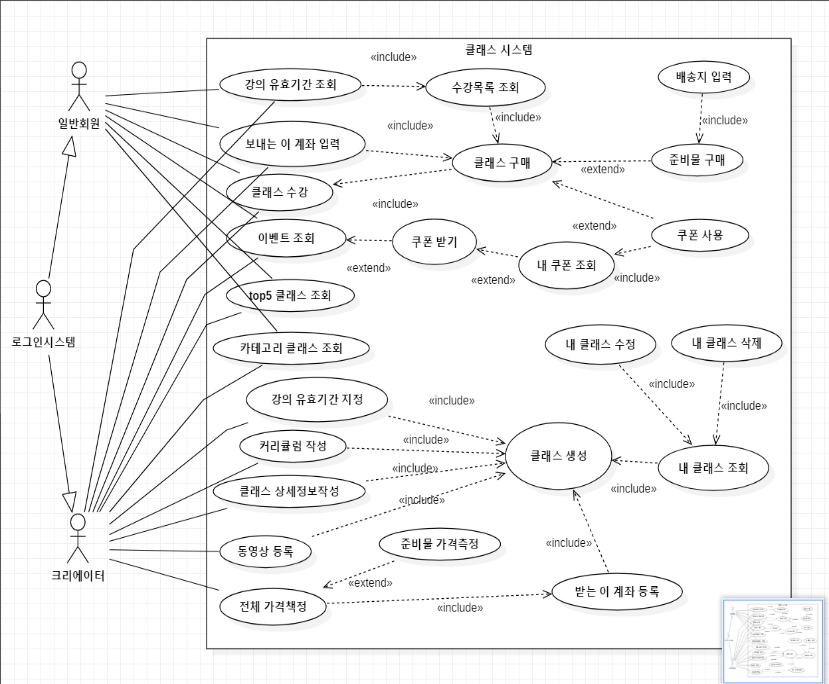 클래스 시스템
«include»
강의 유효기간 조회
수강목록 조회
배송지 입력
«include»
«include»
«include»
일반회원
보내는 이 계좌 입력
클래스 구매
준비물 구매
«extend»
클래스 수강
«include»
«extend»
이벤트 조회
쿠폰 받기
쿠폰 사용
«extend»
내 쿠폰 조회
«extend»
«include»
top5 클래스 조회
로그인시스템
카테고리 클래스 조회
내 클래스 수정
내 클래스 삭제
«include»
강의 유효기간 지정
«include»
«include»
커리큘럼 작성
«include»
클래스 생성
«include»
내 클래스 조회
클래스 상세정보작성
«include»
«include»
동영상 등록
준비물 가격측정
«include»
크리에이터
«extend»
받는 이 계좌 등록
전체 가격책정
«include»